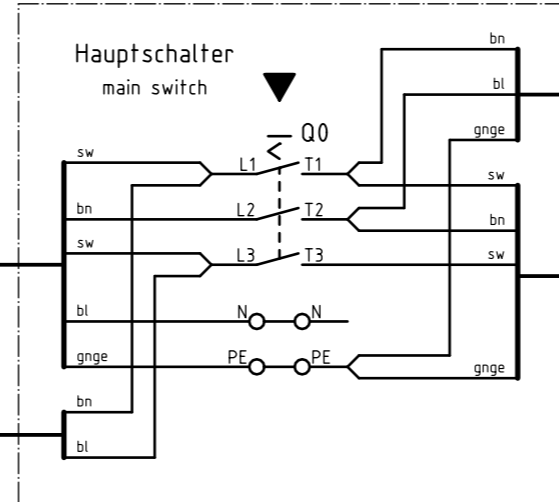 Hauptschalter
main switch
Q0
bn
bl
gnge
sw
L1 T1
sw
bn
L2 T2
bn
sw
L3 T3
sw
bl
N N
gnge
PE PE
gnge
bn
bl